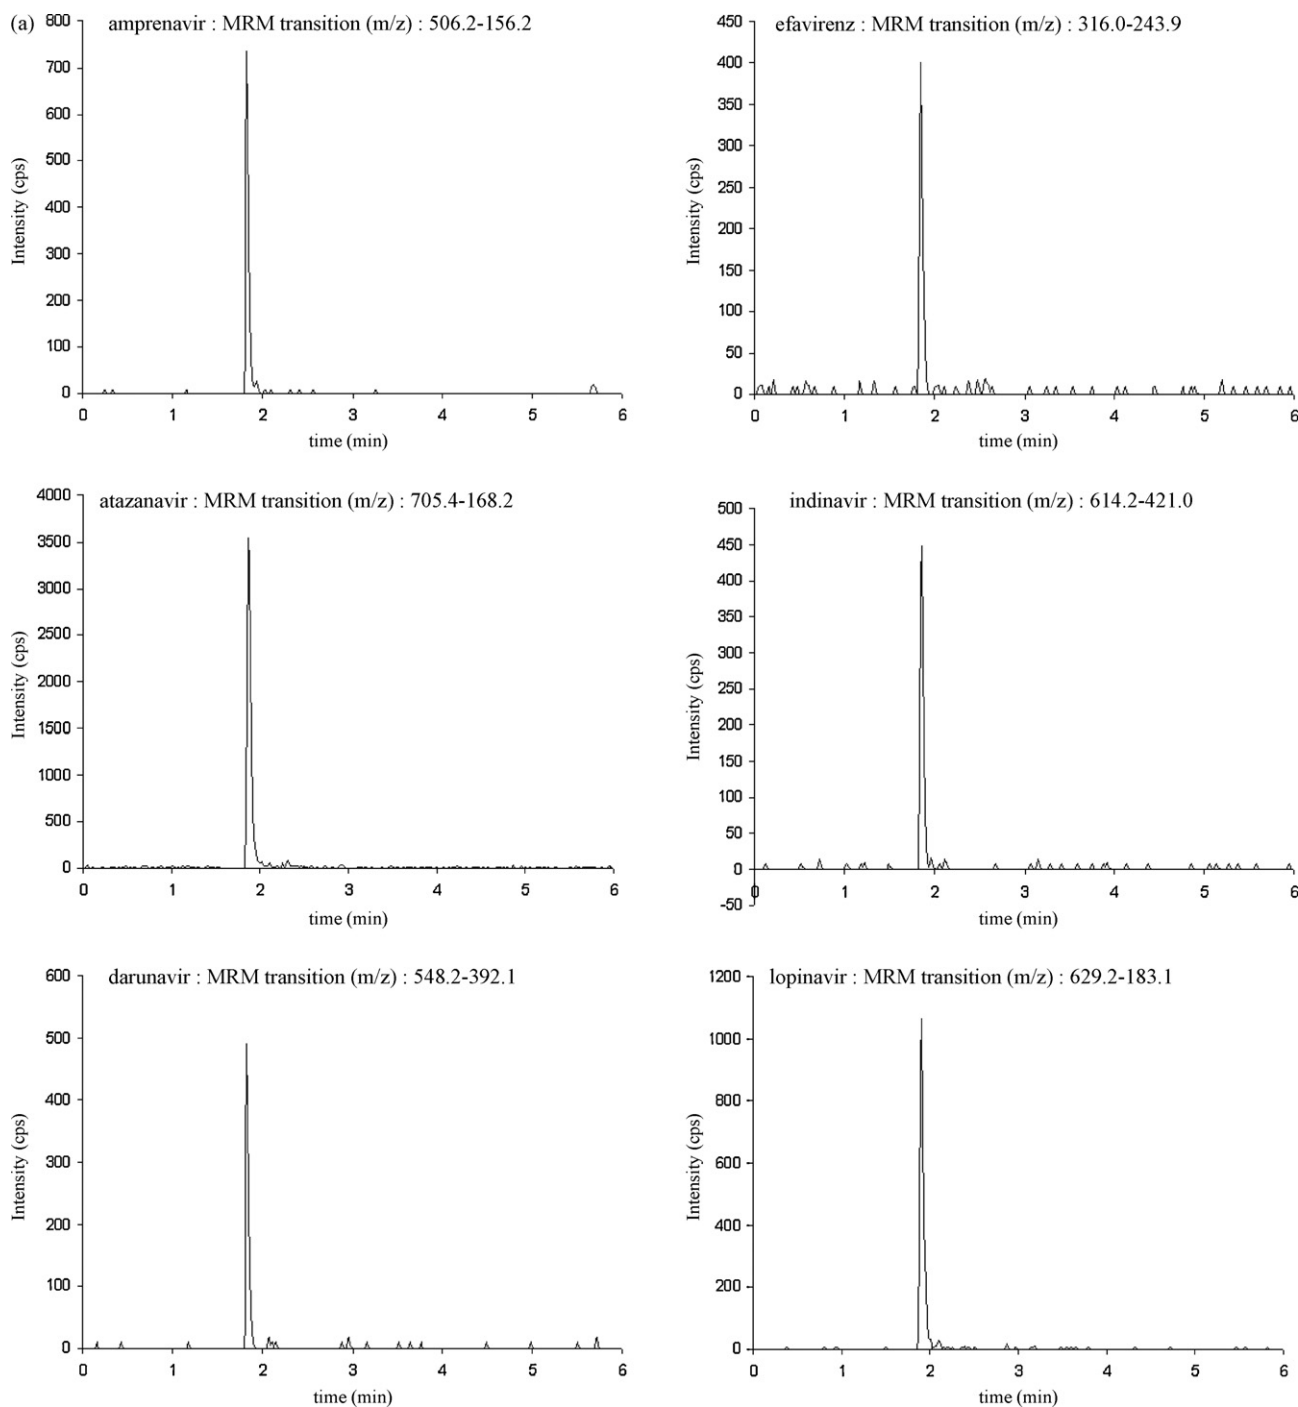 (a) amprenavir : MRM transition (m/z) : 506.2-156.2
800
700
600
500
400
300
200
100
0
Intensity (cps)
0 1 2 3 4 5 6
time (min)
efavirenz : MRM transition (m/z) : 316.0-243.9
450
400
350
300
250
200
150
100
50
0
Intensity (cps)
0 1 2 3 4 5 6
time (min)
atazanavir : MRM transition (m/z) : 705.4-168.2
4000
3500
3000
2500
2000
1500
1000
500
0
Intensity (cps)
0 1 2 3 4 5 6
time (min)
indinavir : MRM transition (m/z) : 614.2-421.0
500
450
400
350
300
250
200
150
100
50
0
-50
Intensity (cps)
0 1 2 3 4 5 6
time (min)
darunavir : MRM transition (m/z) : 548.2-392.1
600
500
400
300
200
100
0
Intensity (cps)
0 1 2 3 4 5 6
time (min)
lopinavir : MRM transition (m/z) : 629.2-183.1
1200
1000
800
600
400
200
0
Intensity (cps)
0 1 2 3 4 5 6
time (min)